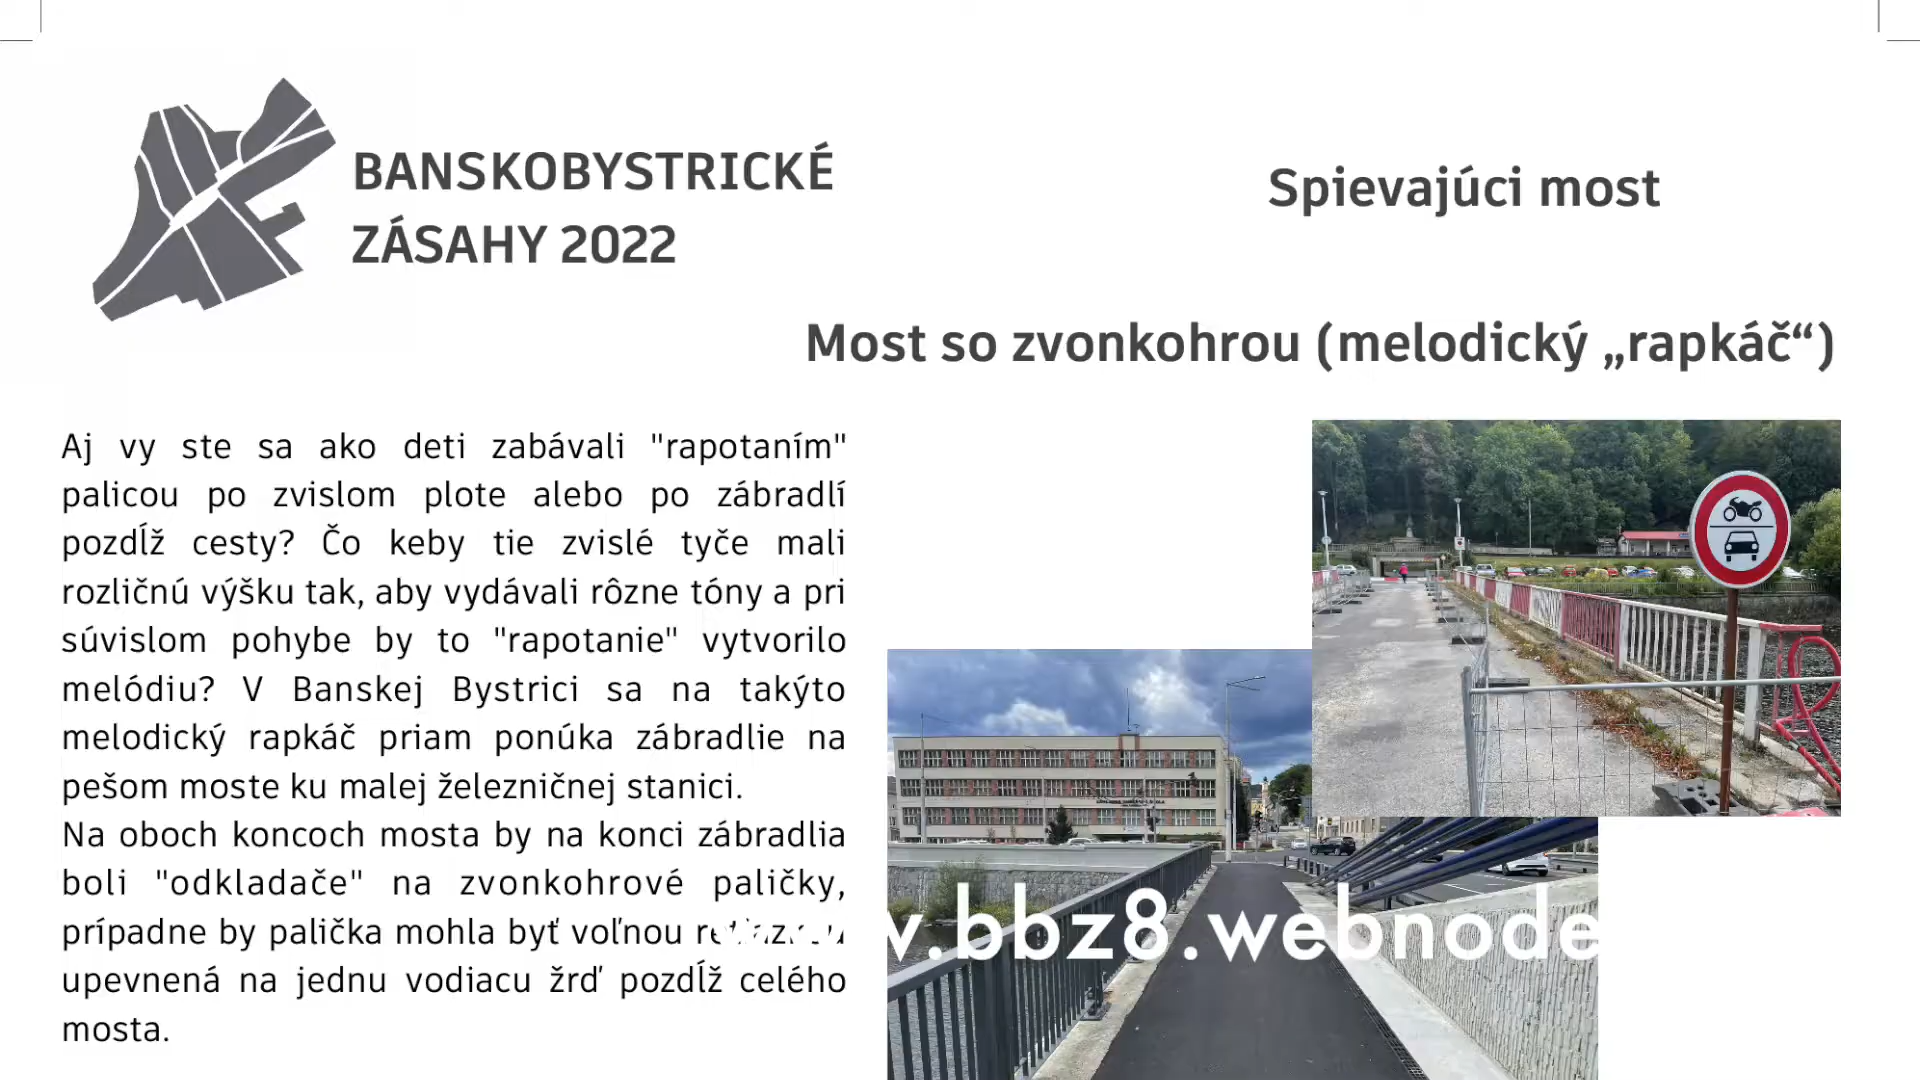 BANSKOBYSTRICKÉ
ZÁSAHY 2022
Spievajúci most
Most so zvonkohrou (melodický „rapkáč“)
Aj vy ste sa ako deti zabávali "rapotaním"
palicou po zvislom plote alebo po zábradlí
pozdĺž cesty? Čo keby tie zvislé tyče mali
rozličnú výšku tak, aby vydávali rôzne tóny a pri
súvislom pohybe by to "rapotanie" vytvorilo
melódiu? V Banskej Bystrici sa na takýto
melodický rapkáč priam ponúka zábradlie na
pešom moste ku malej železničnej stanici.
Na oboch koncoch mosta by na konci zábradlia
boli "odkladače" na zvonkohrové paličky,
prípadne by palička mohla byť voľnou
upevnená na jednu vodiacu žrď pozdĺž celého
mosta.
.bbz8.webnode